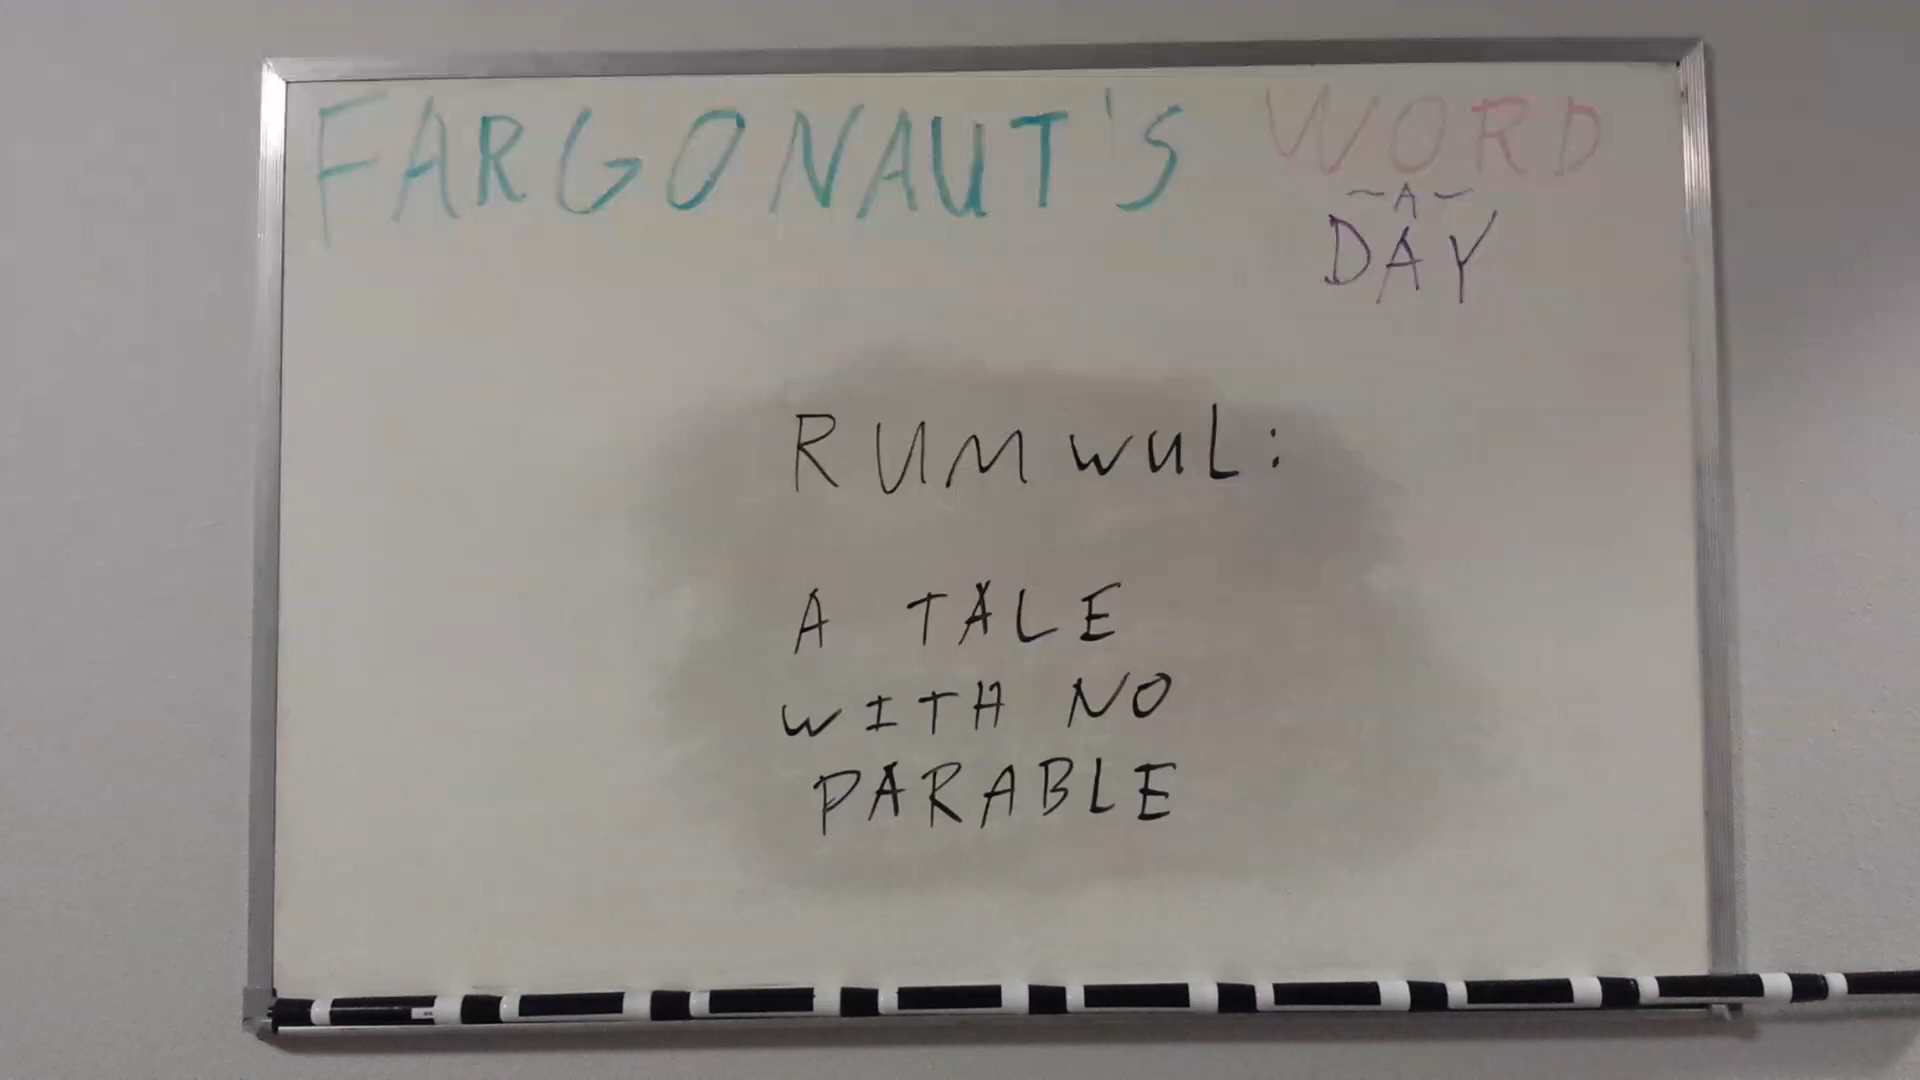 FARGONAUT'S WORD
~A~
DAY
RUMWUL:
A TALE
WITH NO
PARABLE